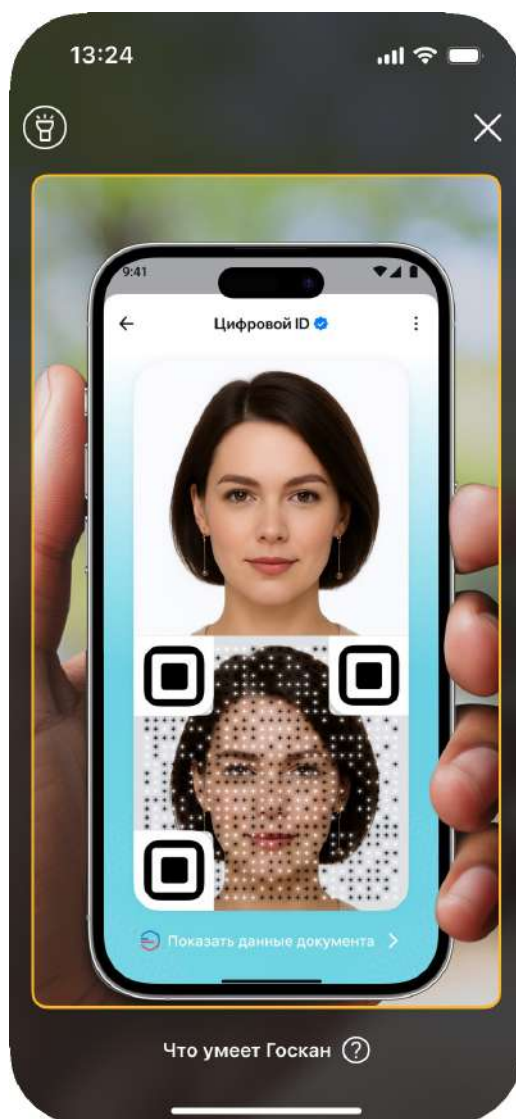 13:24
9:41
Цифровой ID
Показать данные документа
Что умеет Госкан